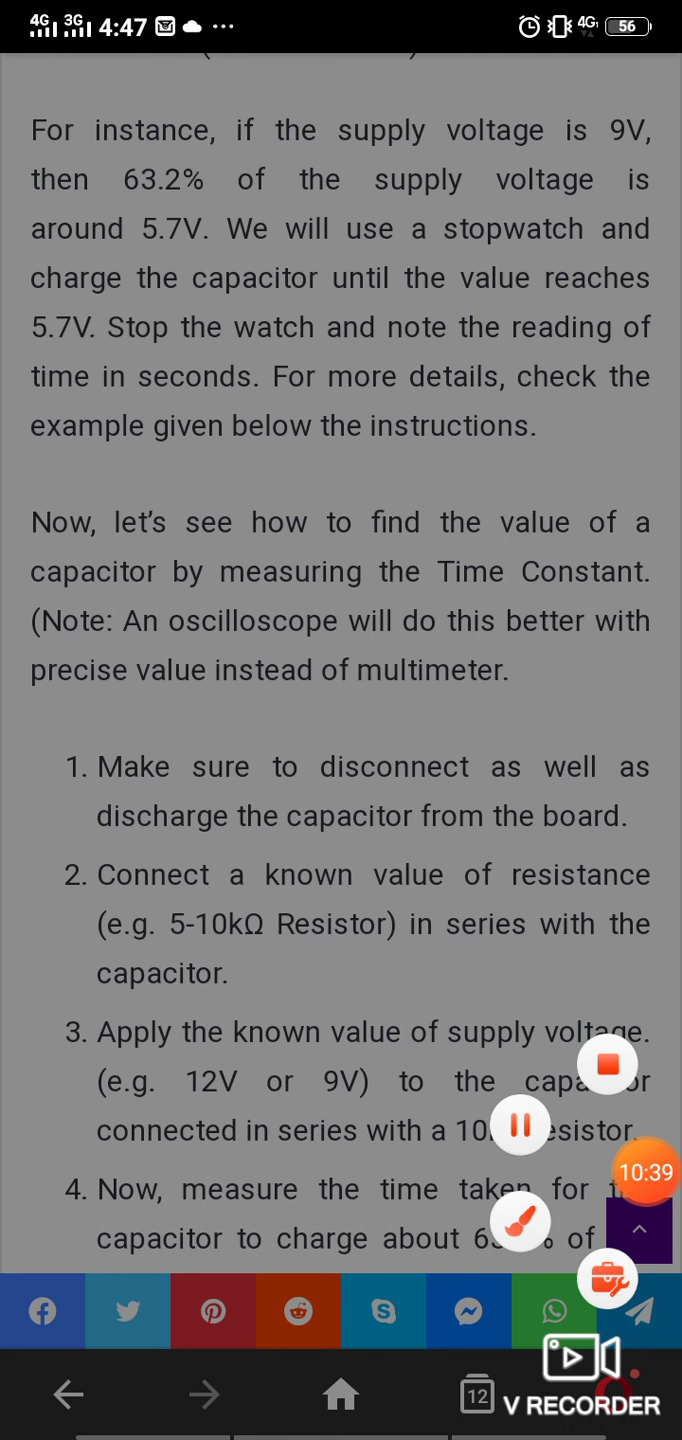 4G 3G 4:47 ... 4G 56
For instance, if the supply voltage is 9V,
then 63.2% of the supply voltage is
around 5.7V. We will use a stopwatch and
charge the capacitor until the value reaches
5.7V. Stop the watch and note the reading of
time in seconds. For more details, check the
example given below the instructions.
Now, let’s see how to find the value of a
capacitor by measuring the Time Constant.
(Note: An oscilloscope will do this better with
precise value instead of multimeter.
1. Make sure to disconnect as well as
discharge the capacitor from the board.
2. Connect a known value of resistance
(e.g. 5-10kΩ Resistor) in series with the
capacitor.
3. Apply the known value of supply voltage.
(e.g. 12V or 9V) to the
connected in series with a
10:39
4. Now, measure the time taken for
capacitor to charge about of
12
V RECORDER